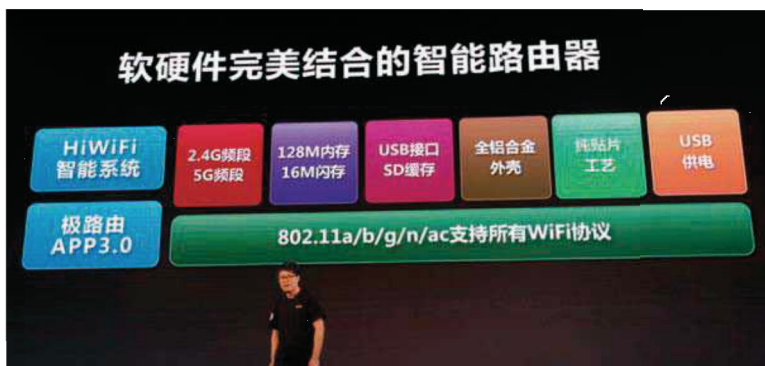 软硬件完美结合的智能路由器
HiWiFi
智能系统
2.4G频段
5G频段
128M内存
16M闪存
USB接口
SD缓存
全铝合金
外壳
纯贴片
工艺
USB
供电
极路由
APP3.0
802.11a/b/g/n/ac支持所有WiFi协议